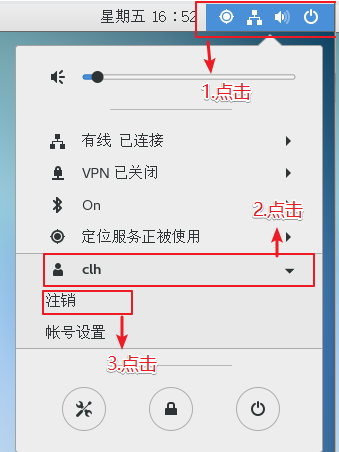 星期五 16：52
1.点击
有线 已连接
VPN 已关闭
On
2.点击
定位服务正被使用
clh
注销
帐号设置
3.点击